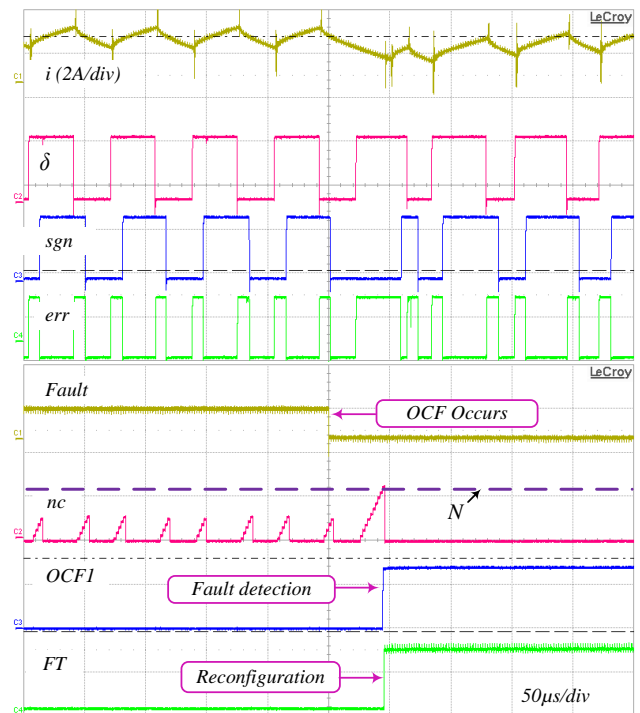 LeCroy
C1
i (2A/div)
δ
C2
sgn
C3
err
C4
LeCroy
Fault
OCF Occurs
C1
nc
N
C2
OCF1
Fault detection
C3
FT
Reconfiguration
50μs/div
C4